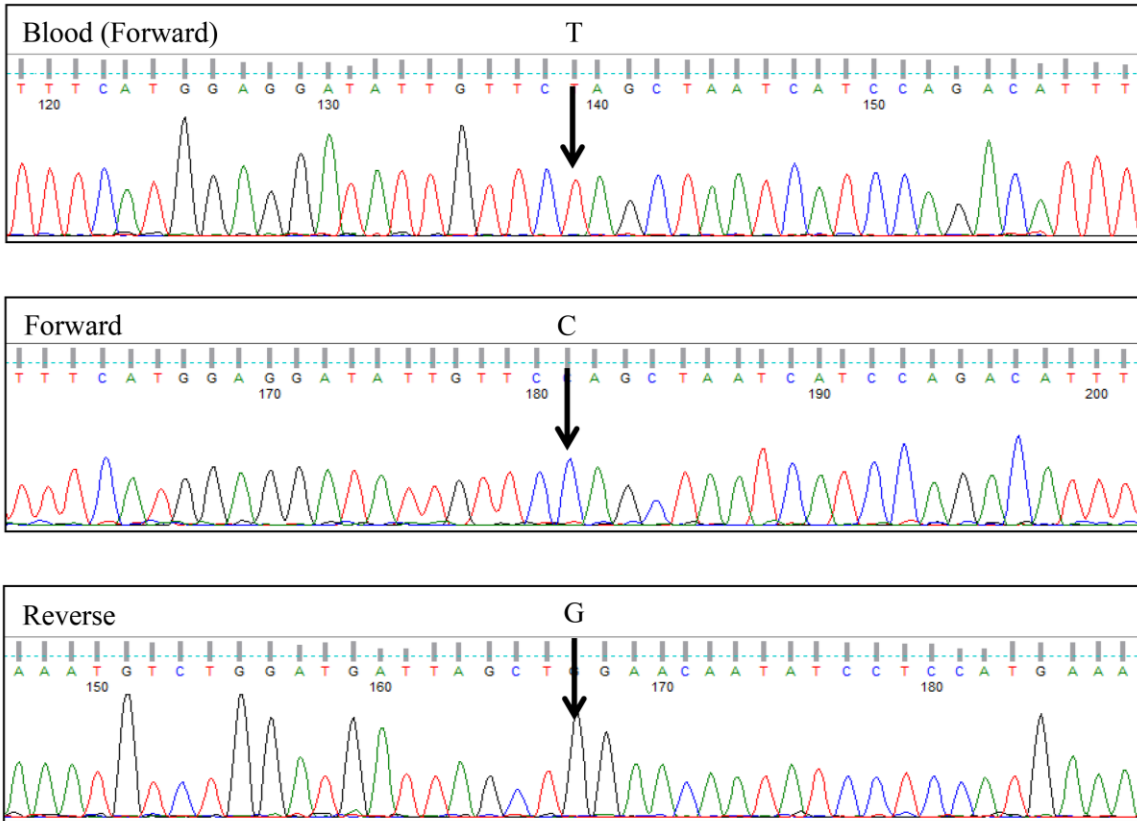 Blood (Forward) T
T T T C A T G G A G G A T A T T G T T C T A G C T A A T C A T C C A G A C A T T T
120 130 140 150
Forward C
T T T C A T G G A G G A T A T T G T T C C A G C T A A T C A T C C A G A C A T T T
170 180 190 200
Reverse G
A A A T G T C T G G A T G A T T A G C T G G A A C A A T A T C C T C C A T G A A A
150 160 170 180